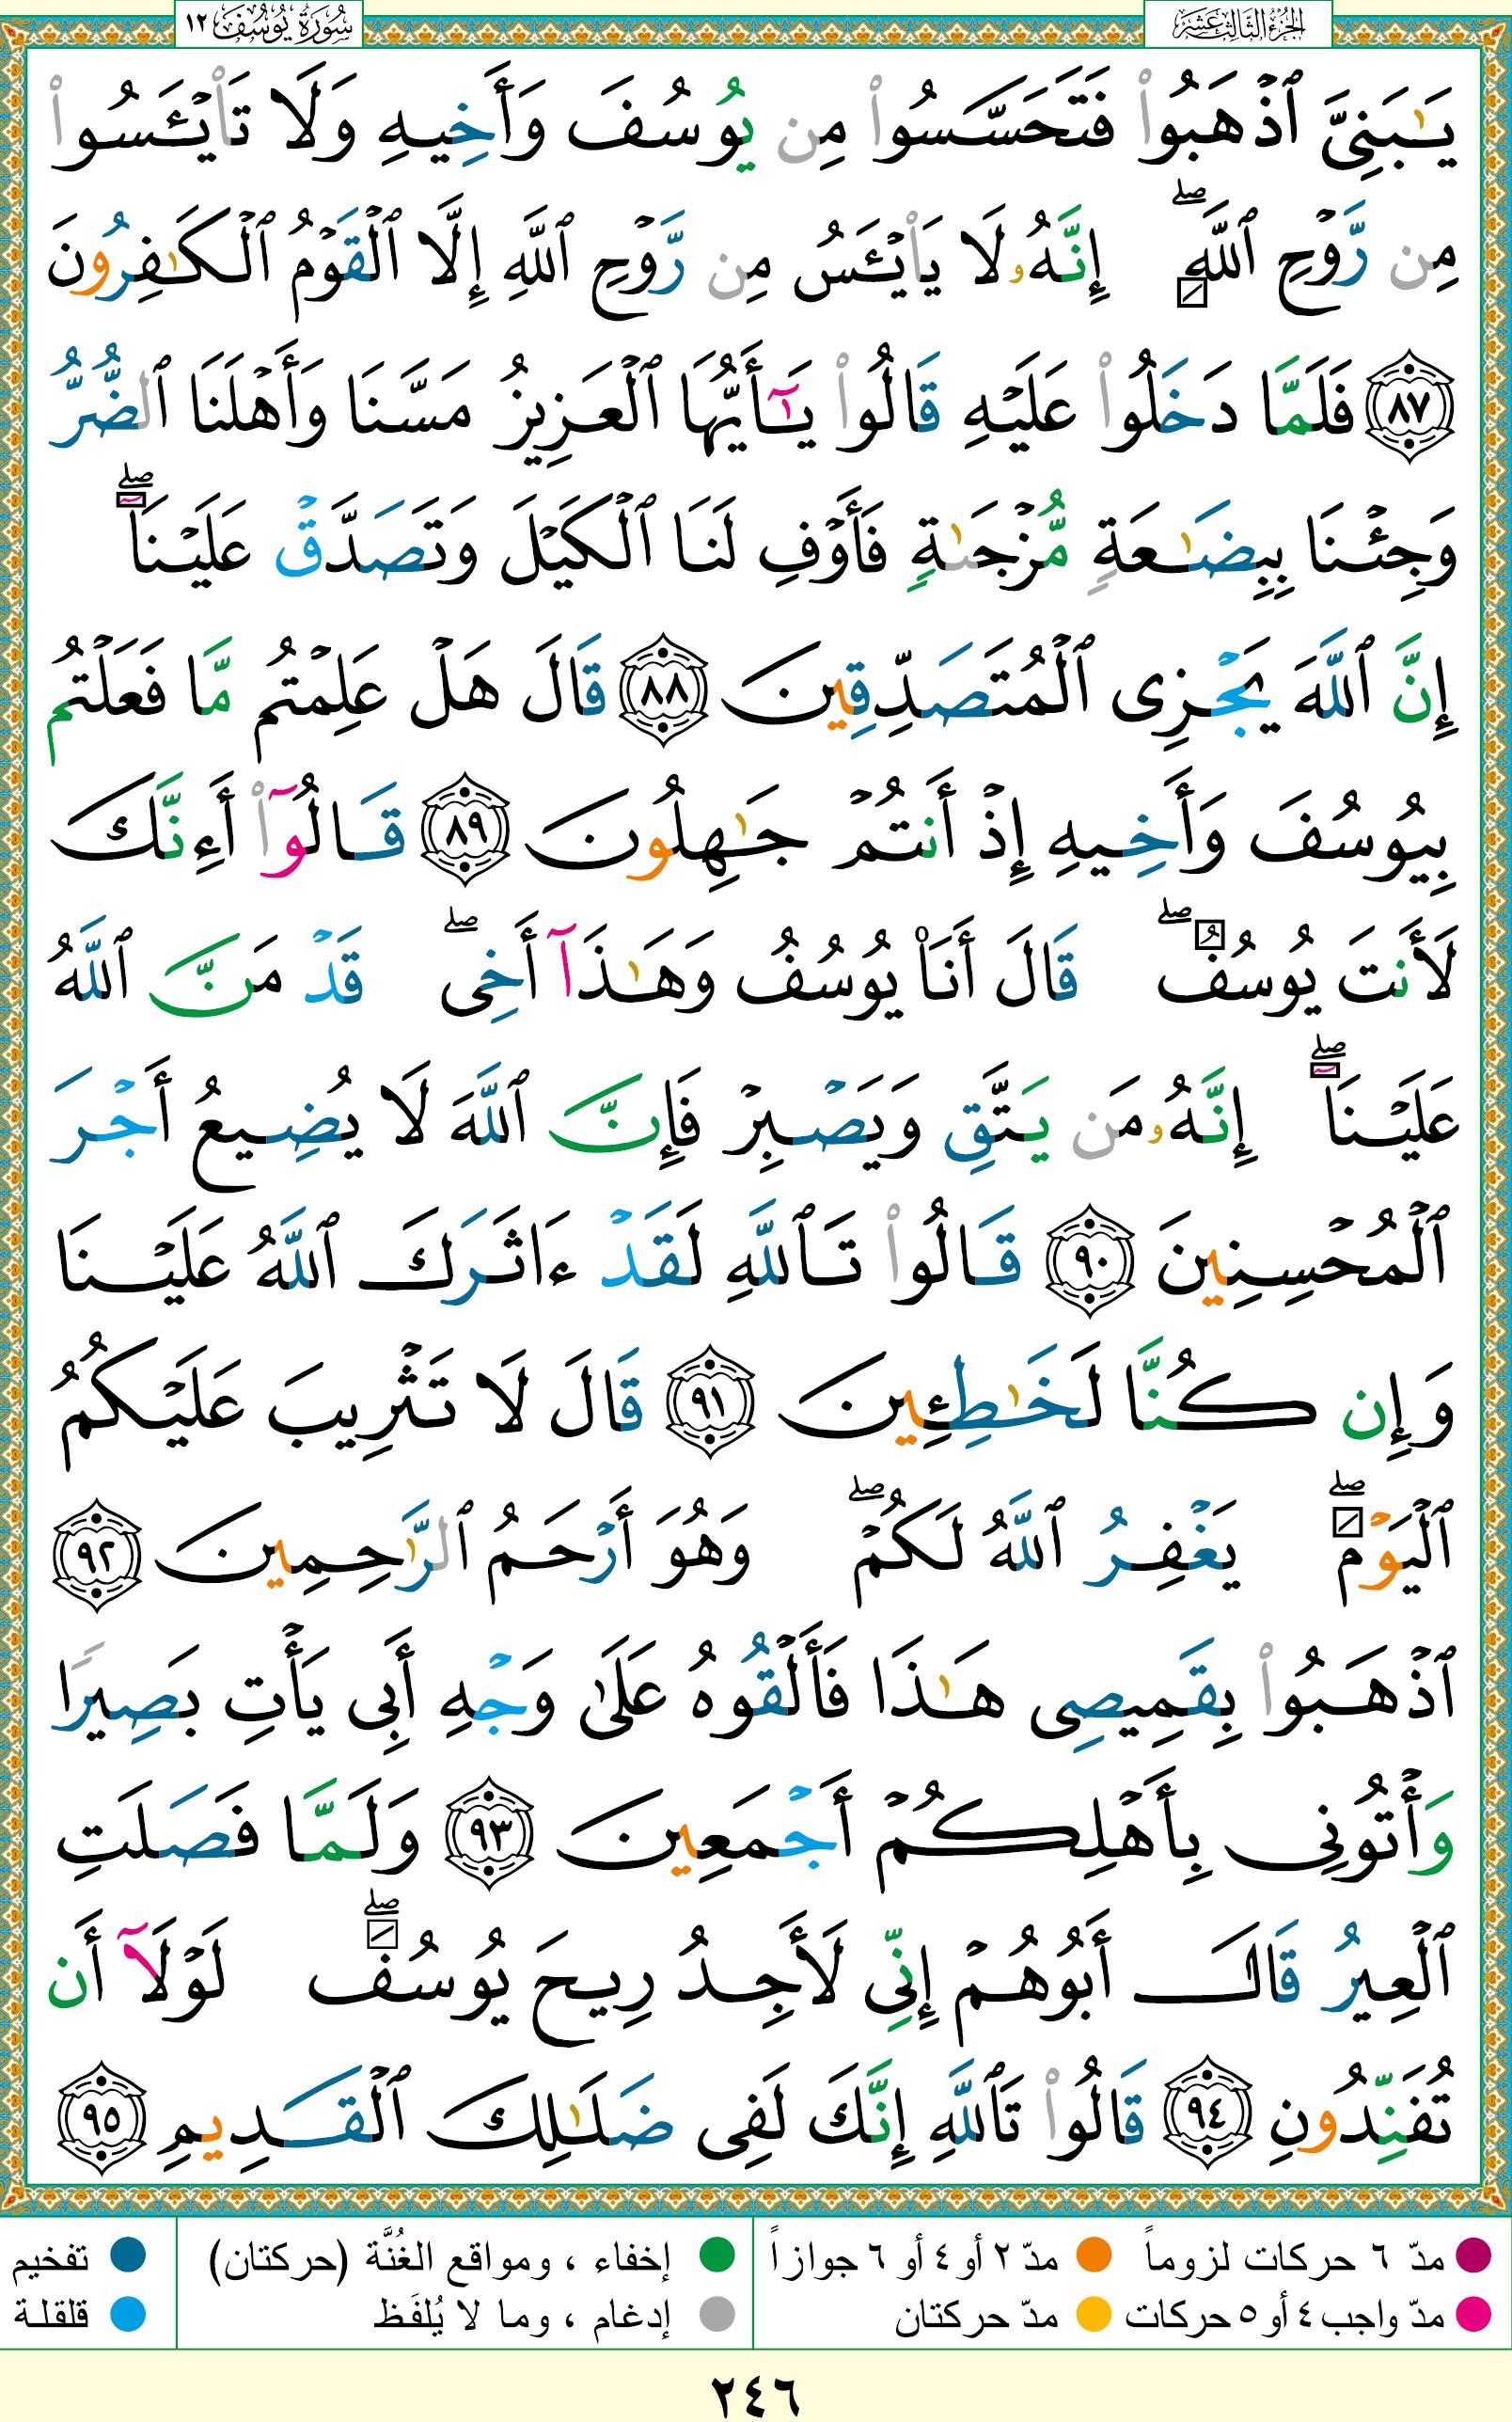 الجزء الثالث عشر
سورة يوسف ١٢
يَـٰبَنِىَّ ٱذْهَبُوا۟ فَتَحَسَّسُوا۟ مِن يُوسُفَ وَأَخِيهِ وَلَا تَا۟يْـَٔسُوا۟
مِن رَّوْحِ ٱللَّهِ ۖ إِنَّهُۥ لَا يَا۟يْـَٔسُ مِن رَّوْحِ ٱللَّهِ إِلَّا ٱلْقَوْمُ ٱلْكَـٰفِرُونَ
٨٧ فَلَمَّا دَخَلُوا۟ عَلَيْهِ قَالُوا۟ يَـٰٓأَيُّهَا ٱلْعَزِيزُ مَسَّنَا وَأَهْلَنَا ٱلضُّرُّ
وَجِئْنَا بِبِضَـٰعَةٍ مُّزْجَىٰةٍ فَأَوْفِ لَنَا ٱلْكَيْلَ وَتَصَدَّقْ عَلَيْنَآ ۖ
إِنَّ ٱللَّهَ يَجْزِى ٱلْمُتَصَدِّقِينَ ٨٨ قَالَ هَلْ عَلِمْتُم مَّا فَعَلْتُم
بِيُوسُفَ وَأَخِيهِ إِذْ أَنتُمْ جَـٰهِلُونَ ٨٩ قَالُوٓا۟ أَءِنَّكَ
لَأَنتَ يُوسُفُ ۖ قَالَ أَنَا۠ يُوسُفُ وَهَـٰذَآ أَخِى ۖ قَدْ مَنَّ ٱللَّهُ
عَلَيْنَآ ۖ إِنَّهُۥ مَن يَتَّقِ وَيَصْبِرْ فَإِنَّ ٱللَّهَ لَا يُضِيعُ أَجْرَ
ٱلْمُحْسِنِينَ ٩٠ قَالُوا۟ تَٱللَّهِ لَقَدْ ءَاثَرَكَ ٱللَّهُ عَلَيْنَا
وَإِن كُنَّا لَخَـٰطِـِٔينَ ٩١ قَالَ لَا تَثْرِيبَ عَلَيْكُمُ
ٱلْيَوْمَ ۖ يَغْفِرُ ٱللَّهُ لَكُمْ ۖ وَهُوَ أَرْحَمُ ٱلرَّٰحِمِينَ ٩٢
ٱذْهَبُوا۟ بِقَمِيصِى هَـٰذَا فَأَلْقُوهُ عَلَىٰ وَجْهِ أَبِى يَأْتِ بَصِيرًا
وَأْتُونِى بِأَهْلِكُمْ أَجْمَعِينَ ٩٣ وَلَمَّا فَصَلَتِ
ٱلْعِيرُ قَالَ أَبُوهُمْ إِنِّى لَأَجِدُ رِيحَ يُوسُفَ ۖ لَوْلَآ أَن
تُفَنِّدُونِ ٩٤ قَالُوا۟ تَٱللَّهِ إِنَّكَ لَفِى ضَلَـٰلِكَ ٱلْقَدِيمِ ٩٥
مدّ ٦ حركات لزوماً مدّ ٢ أو ٤ أو ٦ جوازاً إخفاء ، ومواقع الغُنَّة (حركتان) تفخيم
مدّ واجب ٤ أو ٥ حركات مدّ حركتان إدغام ، وما لا يُلفَظ قلقلة
٢٤٦